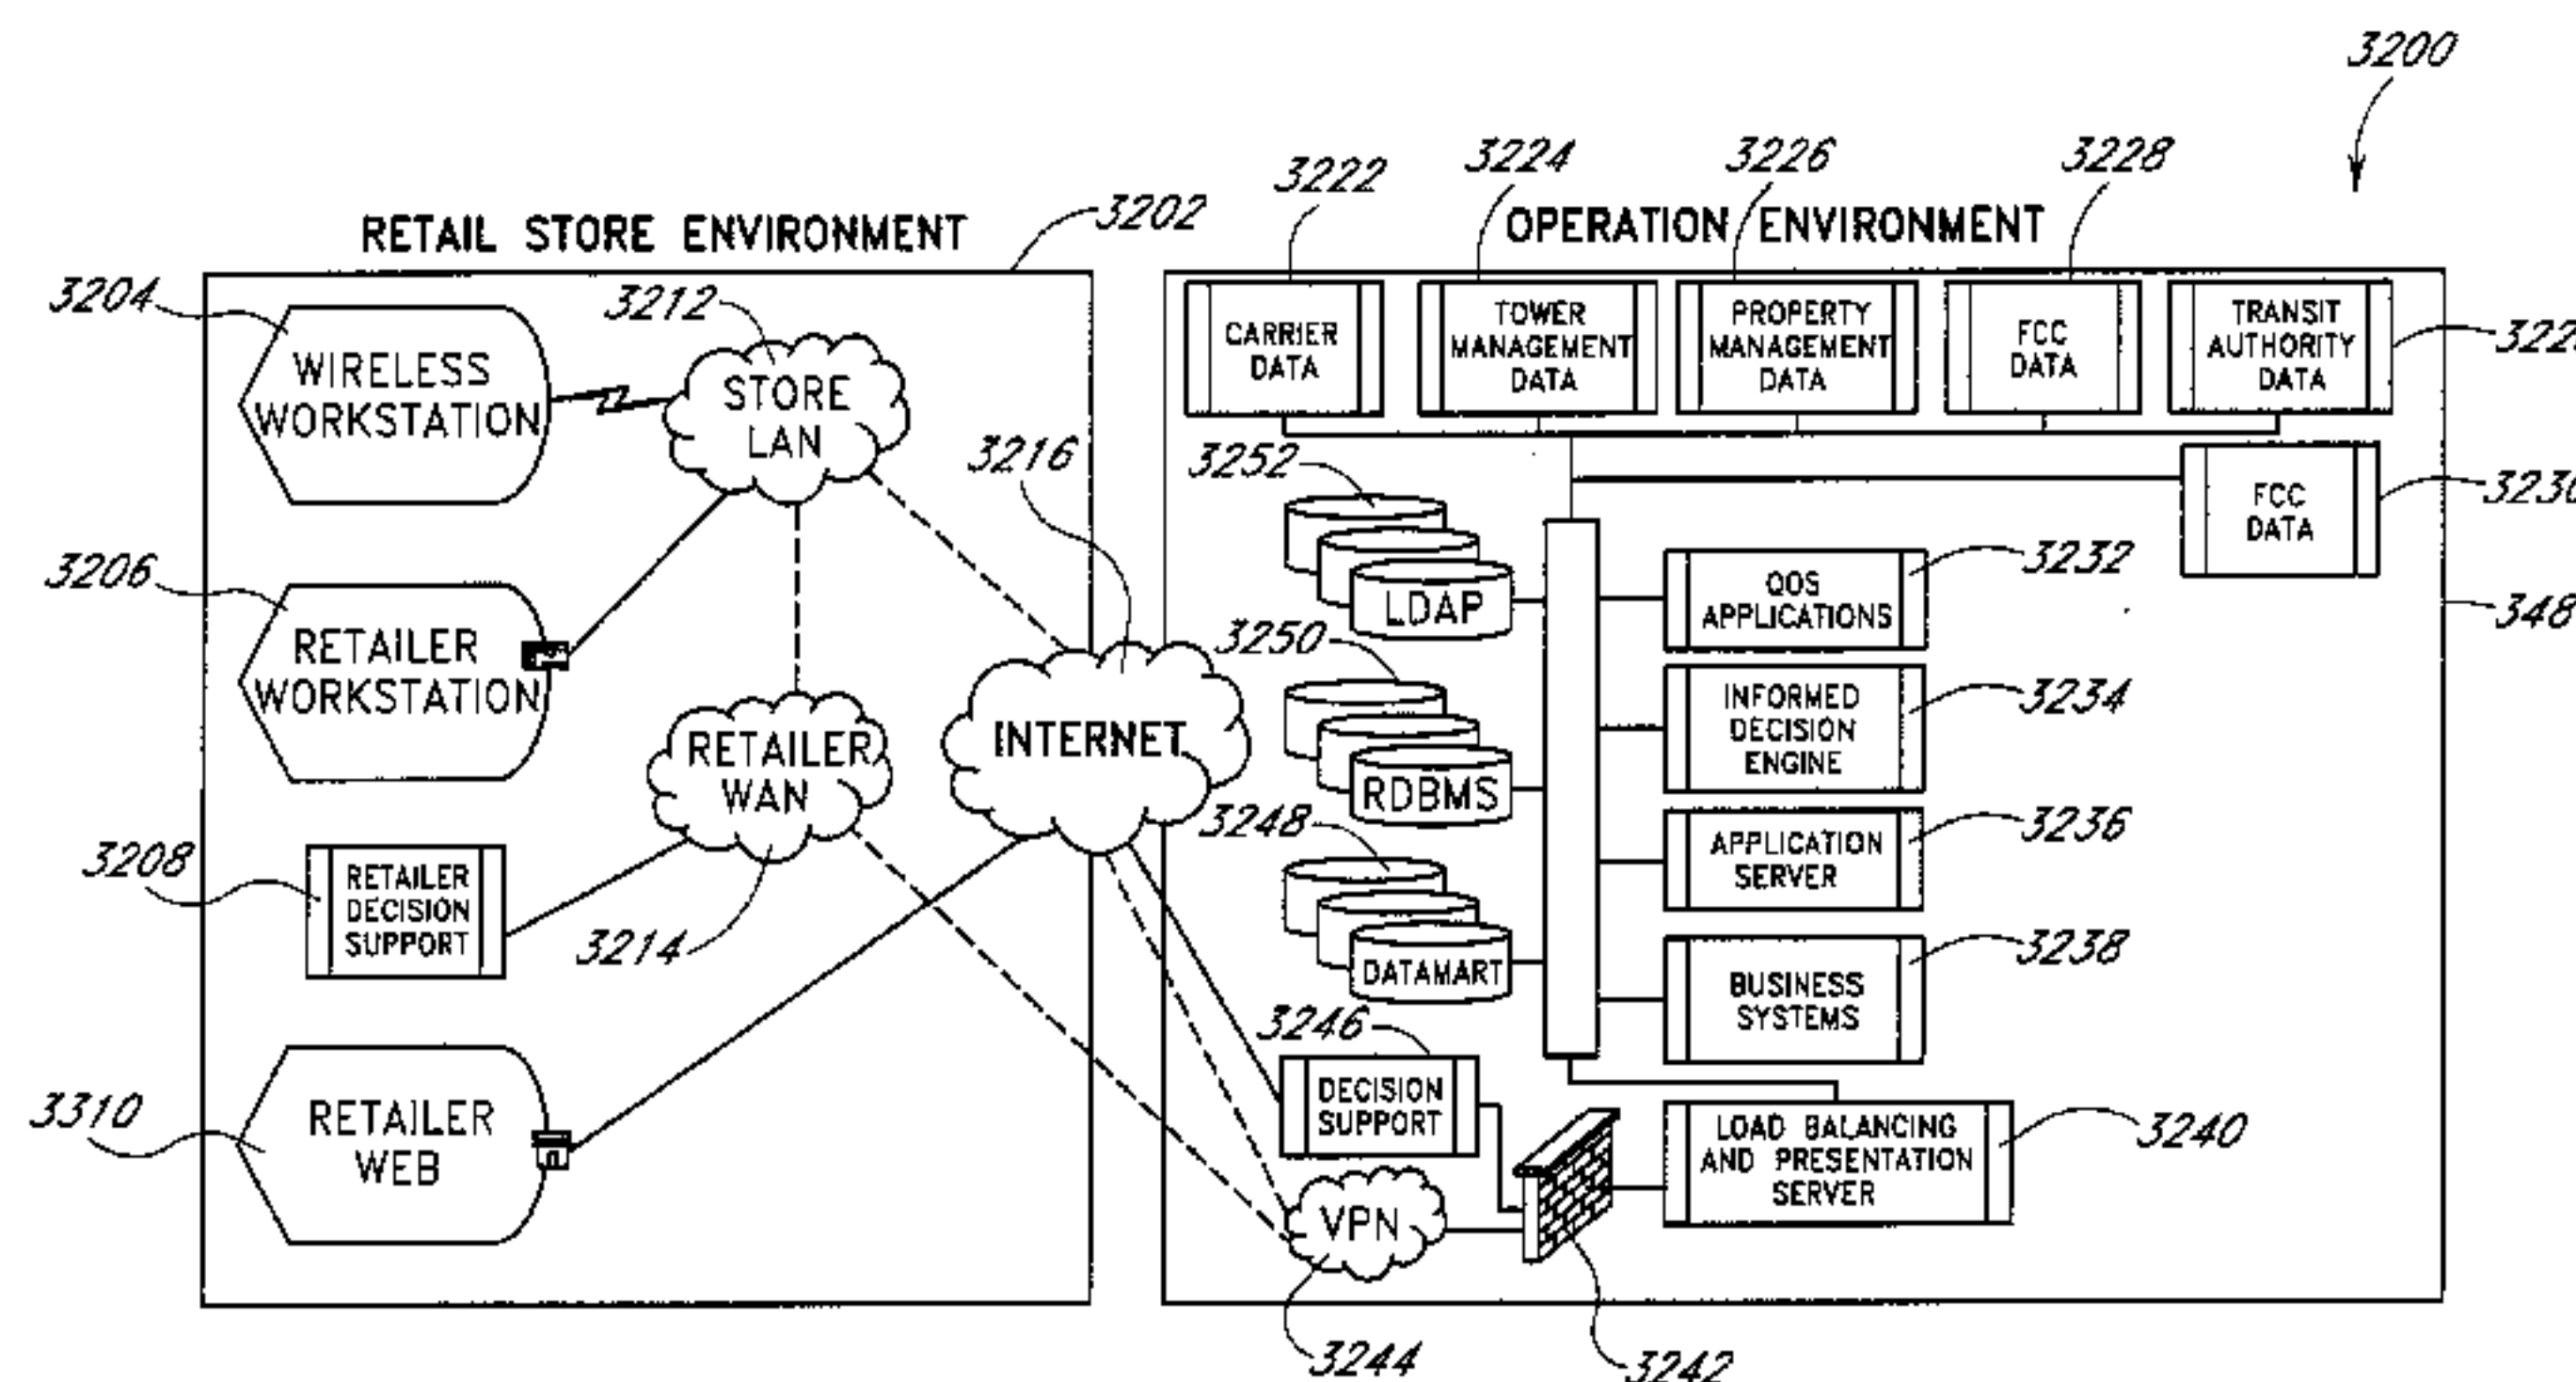 3200
3222
3224
3226
3228
RETAIL STORE ENVIRONMENT
3202
OPERATION ENVIRONMENT
3204
3212
WIRELESS
WORKSTATION
STORE
LAN
CARRIER
DATA
TOWER
MANAGEMENT
DATA
PROPERTY
MANAGEMENT
DATA
FCC
DATA
TRANSIT
AUTHORITY
DATA
3216
3252
LDAP
FCC
DATA
3206
RETAILER
WORKSTATION
QOS
APPLICATIONS
3232
348
3250
RDBMS
INFORMED
DECISION
ENGINE
3234
RETAILER
WAN
INTERNET
3208
RETAILER
DECISION
SUPPORT
3214
3248
DATAMART
APPLICATION
SERVER
3236
BUSINESS
SYSTEMS
3238
3310
RETAILER
WEB
3246
DECISION
SUPPORT
LOAD BALANCING
AND PRESENTATION
SERVER
3240
VPN
3244
3242